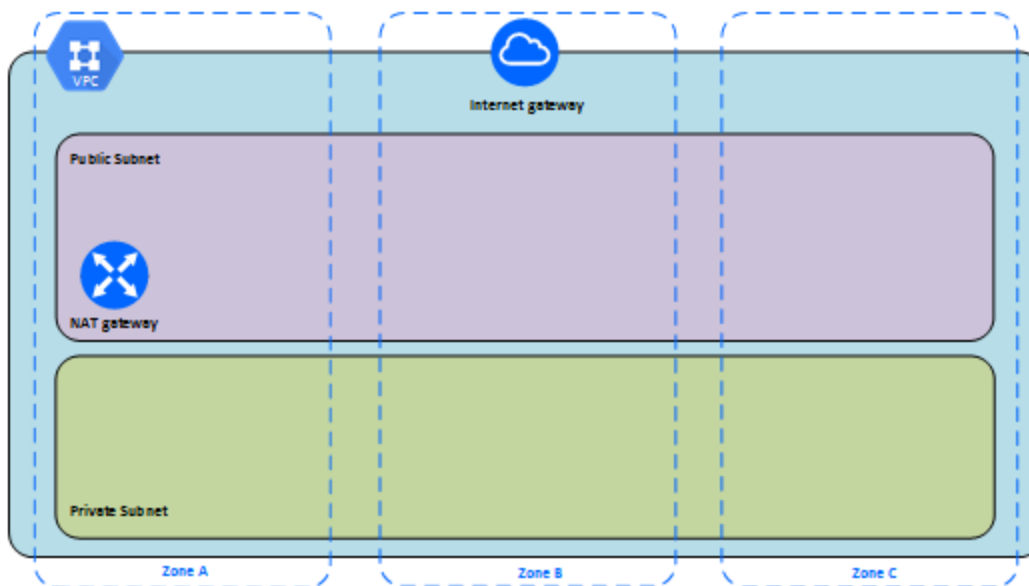 VPC
Internet gateway
Public Subnet
NAT gateway
Private Subnet
Zone A
Zone B
Zone C